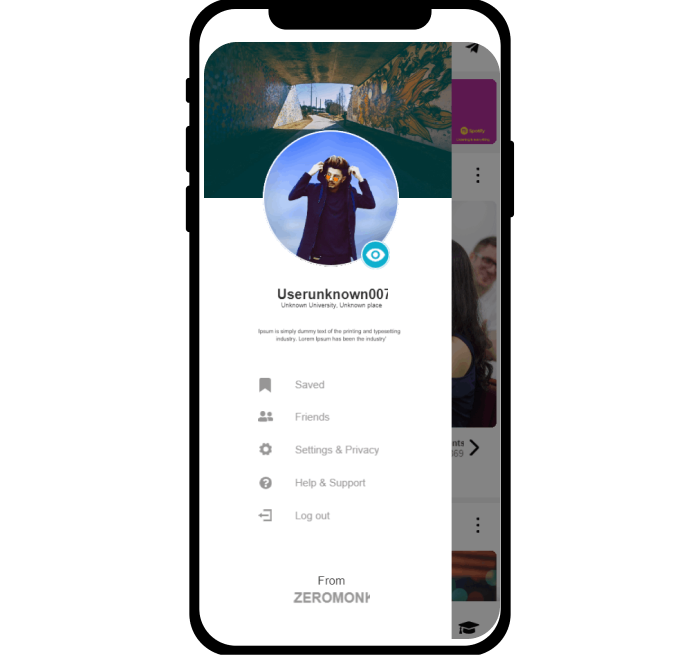 Spotify
Userunknown007
Unknown University, Unknown place
Ipsum is simply dummy text of the printing and typesetting
industry. Lorem Ipsum has been the industry'
Saved
Friends
Settings & Privacy
nts
069
Help & Support
Log out
From
ZEROMONK